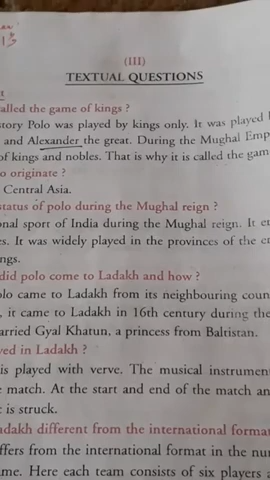 (III)
TEXTUAL QUESTIONS
alled the game of kings ?
story Polo was played by kings only. It was played
and Alexander the great. During the Mughal Emp
of kings and nobles. That is why it is called the gam
o originate ?
Central Asia.
status of polo during the Mughal reign ?
onal sport of India during the Mughal reign. It e
es. It was widely played in the provinces of the e
ngs.
did polo come to Ladakh and how ?
olo came to Ladakh from its neighbouring coun
, it came to Ladakh in 16th century during the
arried Gyal Khatun, a princess from Baltistan.
yed in Ladakh ?
is played with verve. The musical instrumen
e match. At the start and end of the match an
t is struck.
adakh different from the international forma
ffers from the international format in the nu
ame. Here each team consists of six players a